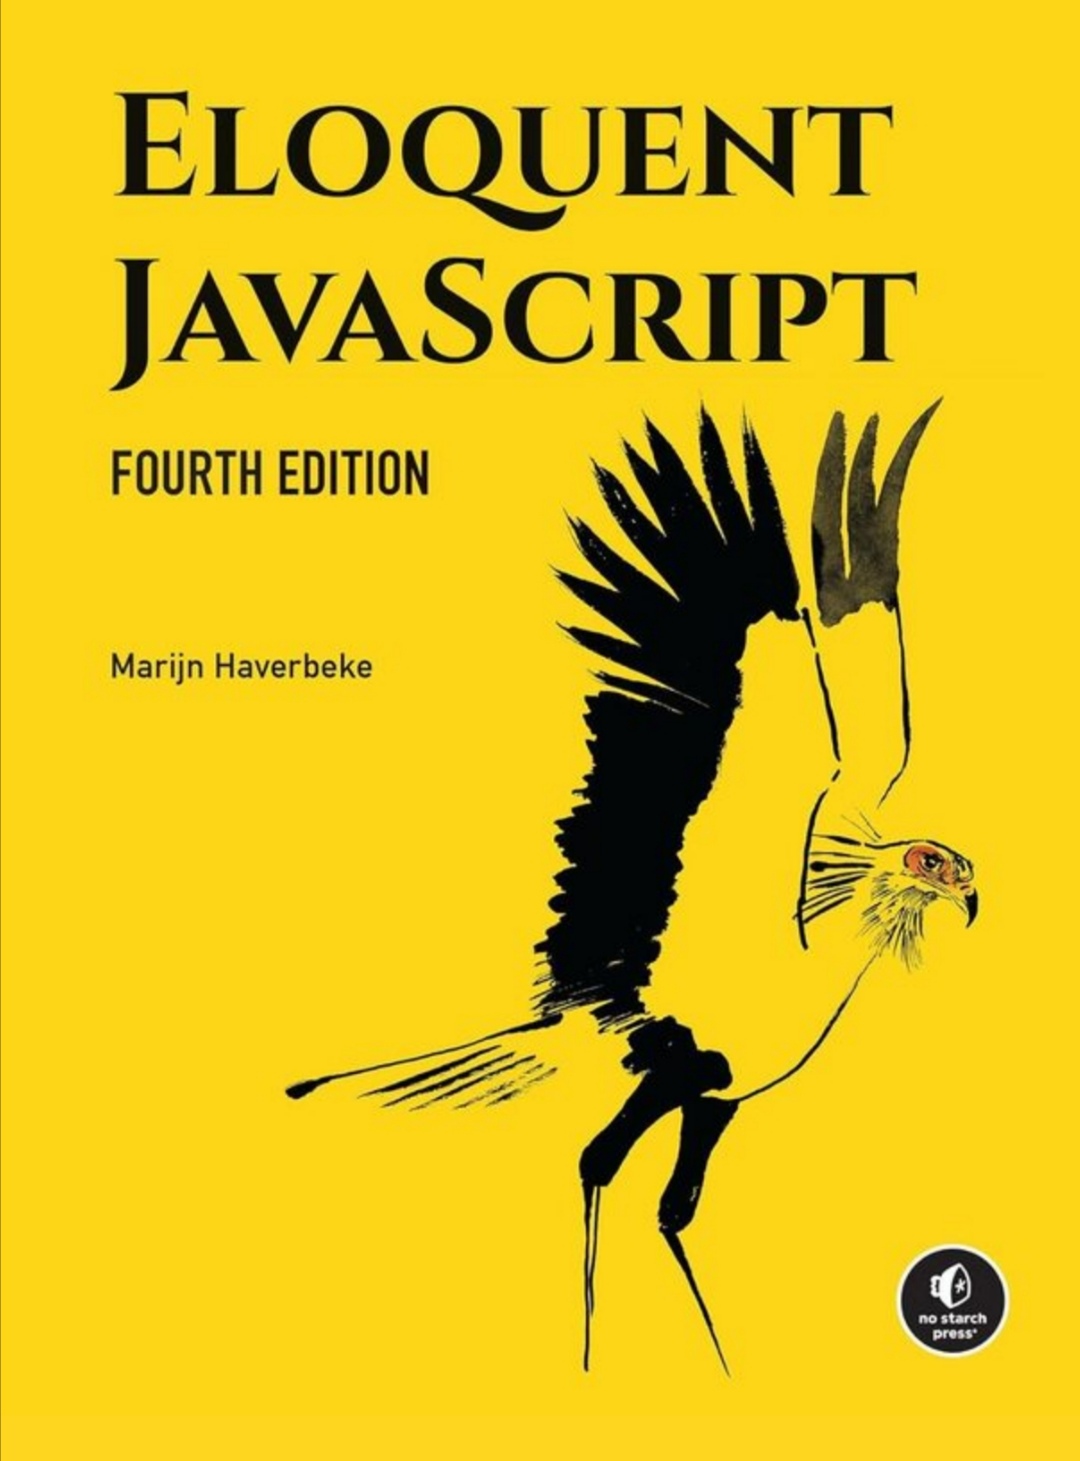 ELOQUENT
JAVASCRIPT
FOURTH EDITION
Marijn Haverbeke
no starch
press®